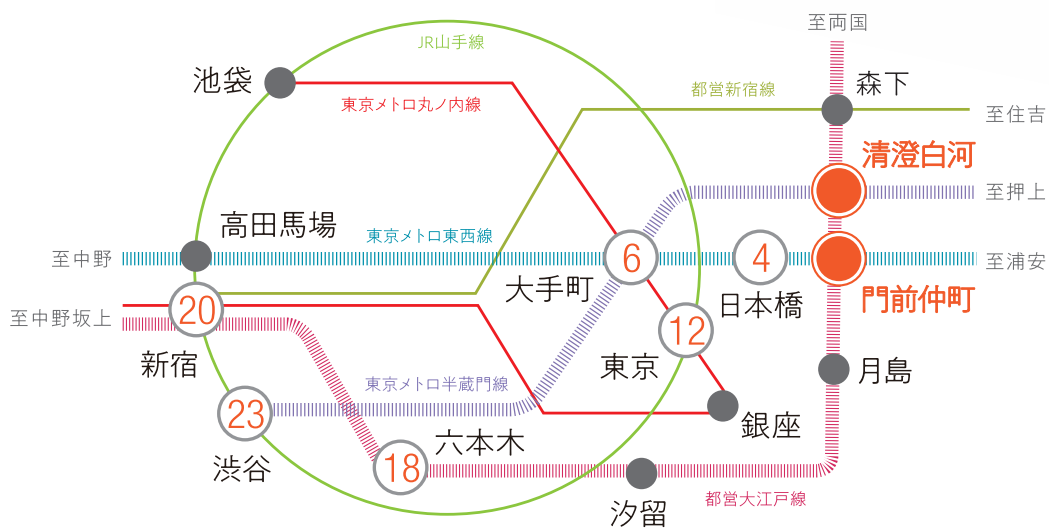 至両国
JR山手線
池袋
森下
都営新宿線
東京メトロ丸ノ内線
至住吉
清澄白河
至押上
高田馬場
東京メトロ東西線
至中野
6
4
至浦安
大手町
日本橋
門前仲町
20
至中野坂上
12
新宿
東京
月島
東京メトロ半蔵門線
23
銀座
六本木
渋谷
18
都営大江戸線
汐留